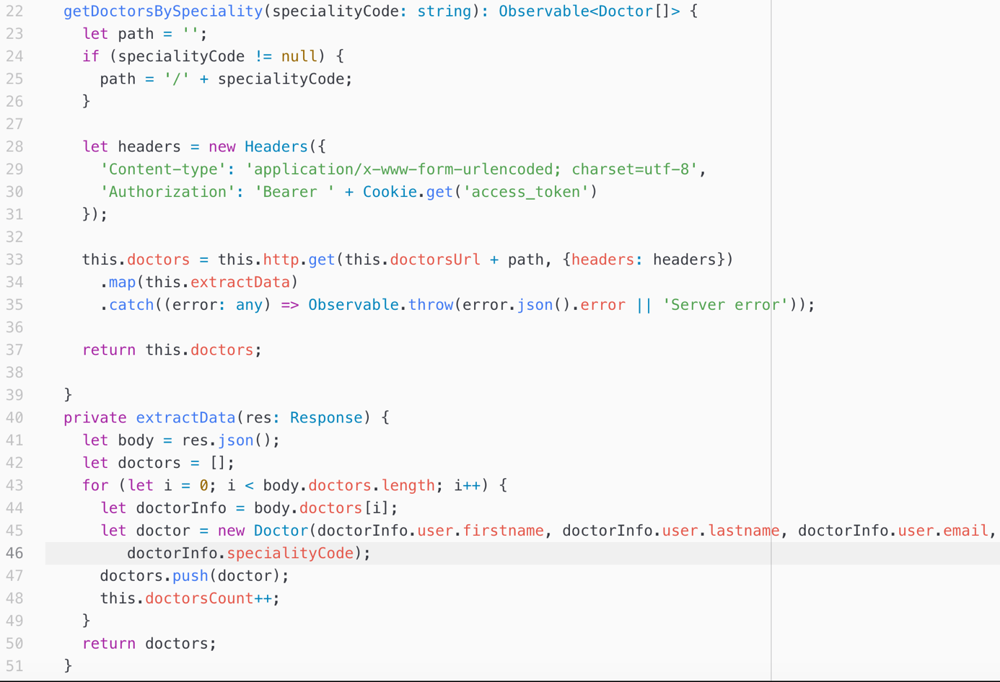 22 getDoctorsBySpeciality(specialityCode: string): Observable<Doctor[]> {
23 let path = '';
24 if (specialityCode != null) {
25 path = '/' + specialityCode;
26 }
27
28 let headers = new Headers({
29 'Content-type': 'application/x-www-form-urlencoded; charset=utf-8',
30 'Authorization': 'Bearer ' + Cookie.get('access_token')
31 });
32
33 this.doctors = this.http.get(this.doctorsUrl + path, {headers: headers})
34 .map(this.extractData)
35 .catch((error: any) => Observable.throw(error.json().error || 'Server error'));
36
37 return this.doctors;
38
39 }
40 private extractData(res: Response) {
41 let body = res.json();
42 let doctors = [];
43 for (let i = 0; i < body.doctors.length; i++) {
44 let doctorInfo = body.doctors[i];
45 let doctor = new Doctor(doctorInfo.user.firstname, doctorInfo.user.lastname, doctorInfo.user.email,
46 doctorInfo.specialityCode);
47 doctors.push(doctor);
48 this.doctorsCount++;
49 }
50 return doctors;
51 }